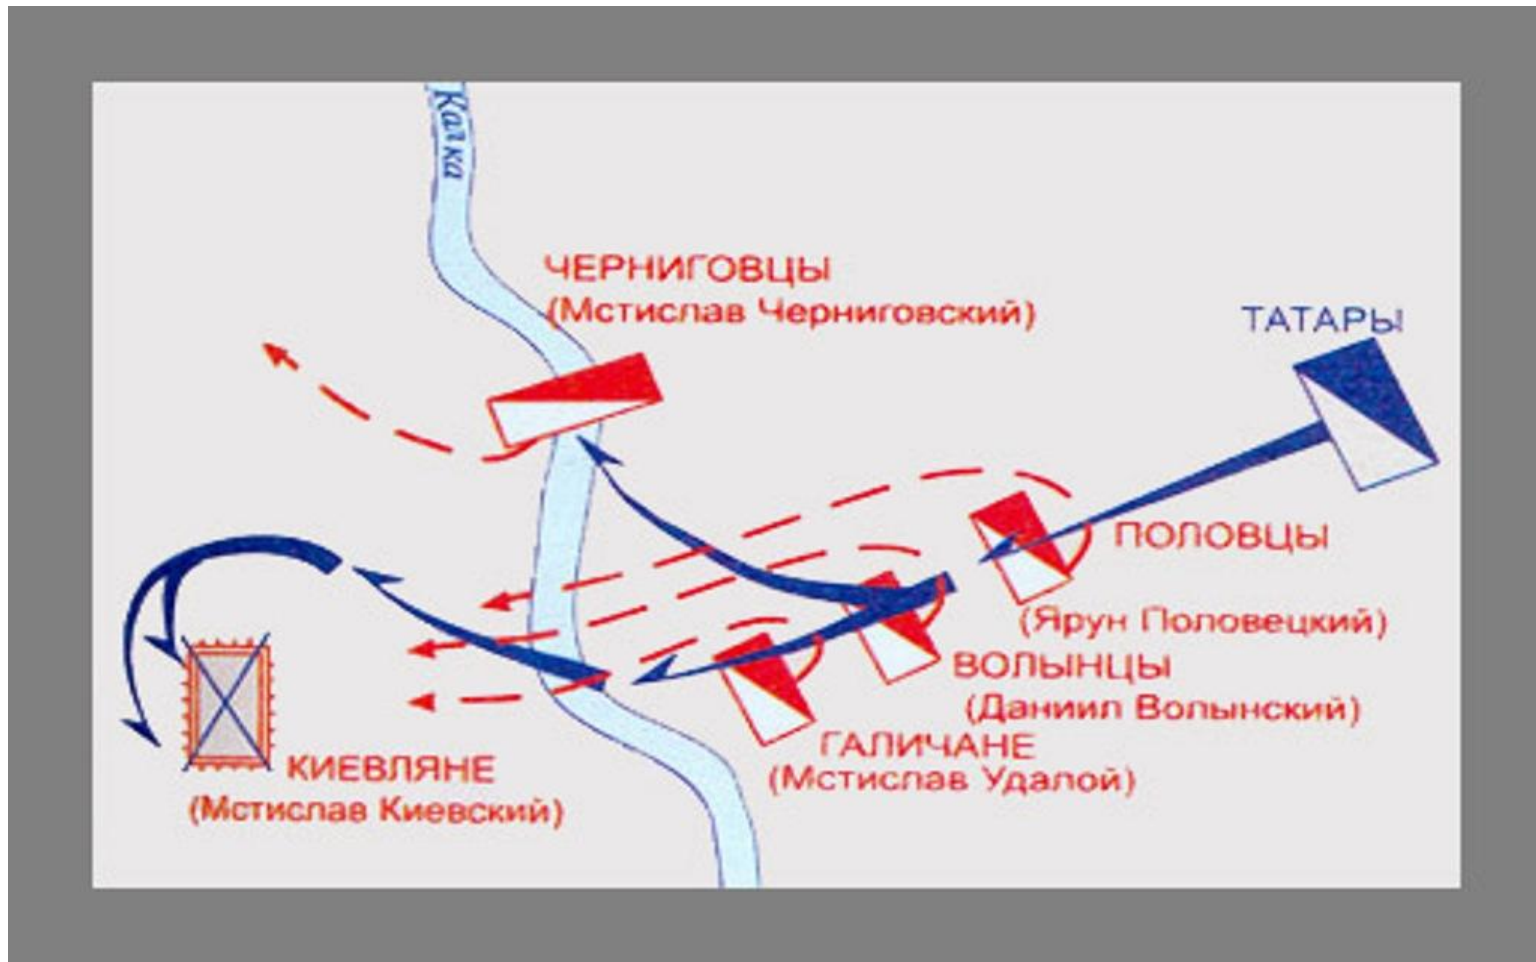 Калка
ЧЕРНИГОВЦЫ
(Мстислав Черниговский)
ТАТАРЫ
ПОЛОВЦЫ
(Ярун Половецкий)
ВОЛЫНЦЫ
(Даниил Волынский)
ГАЛИЧАНЕ
(Мстислав Удалой)
КИЕВЛЯНЕ
(Мстислав Киевский)